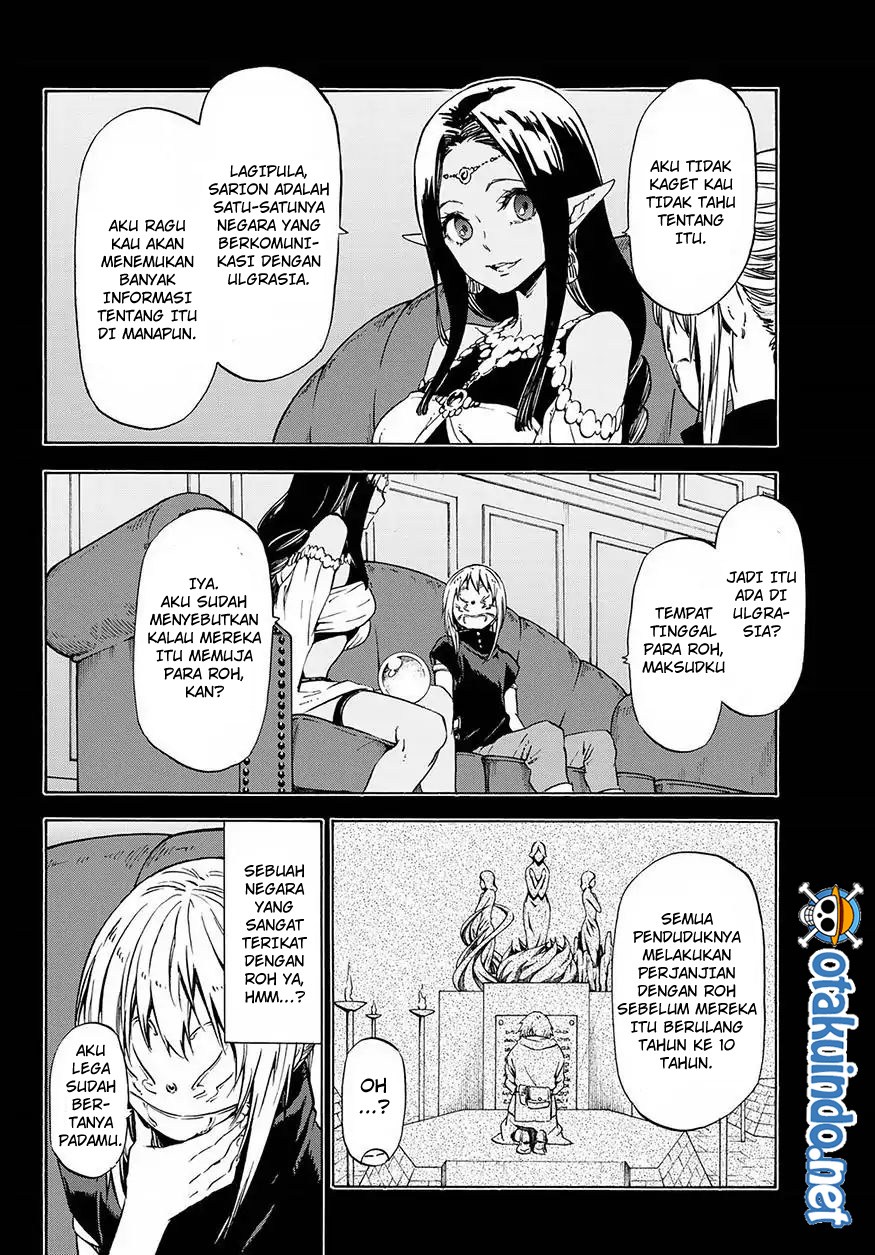 AKU TIDAK
KAGET KAU
TIDAK TAHU
TENTANG
ITU.
LAGIPULA,
SARION ADALAH
SATU-SATUNYA
NEGARA YANG
BERKOMUNI-
KASI DENGAN
ULGRASIA.
AKU RAGU
KAU AKAN
MENEMUKAN
BANYAK
INFORMASI
TENTANG ITU
DI MANAPUN.
JADI ITU
ADA DI
ULGRA-
SIA?
TEMPAT
TINGGAL
PARA ROH,
MAKSUDKU
IYA.
AKU SUDAH
MENYEBUTKAN
KALAU MEREKA
ITU MEMUJA
PARA ROH,
KAN?
SEMUA
PENDUDUKNYA
MELAKUKAN
PERJANJIAN
DENGAN ROH
SEBELUM MEREKA
ITU BERULANG
TAHUN KE 10
TAHUN.
OH
...?
SEBUAH
NEGARA
YANG
SANGAT
TERIKAT
DENGAN
ROH YA,
HMM...?
AKU
LEGA
SUDAH
BER-
TANYA
PADAMU.
otakuindo.net